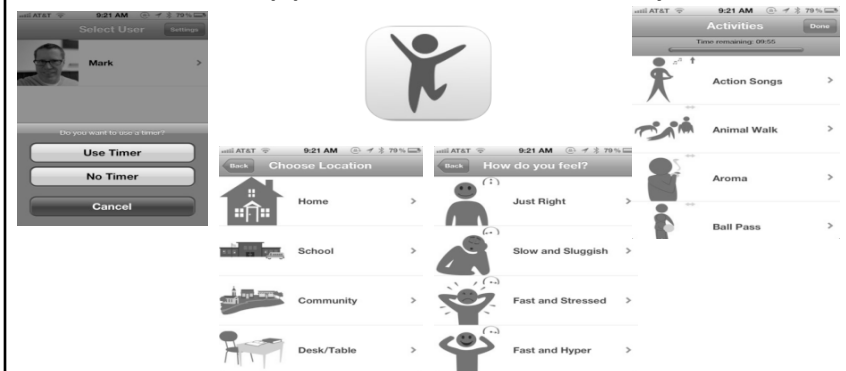 AT&T 9:21 AM 79%
Select User
Settings
Mark
Do you want to use a timer?
Use Timer
No Timer
Cancel
AT&T 9:21 AM 79%
Back
Choose Location
Home
School
Community
Desk/Table
AT&T 9:21 AM 79%
Back
How do you feel?
Just Right
Slow and Sluggish
Fast and Stressed
Fast and Hyper
AT&T 9:21 AM 79%
Activities
Done
Time remaining: 09:55
Action Songs
Animal Walk
Aroma
Ball Pass